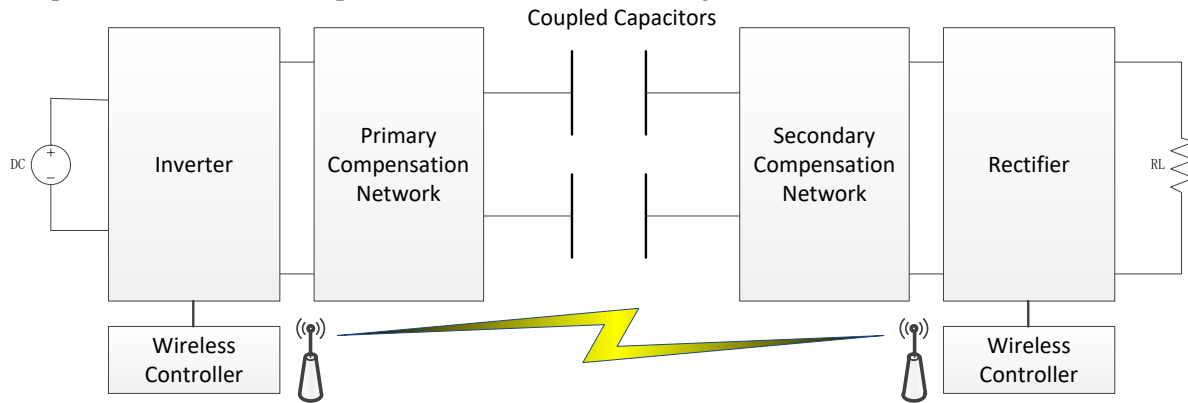 Coupled Capacitors
DC
+
−
Inverter
Primary
Compensation
Network
Secondary
Compensation
Network
Rectifier
RL
Wireless
Controller
Wireless
Controller